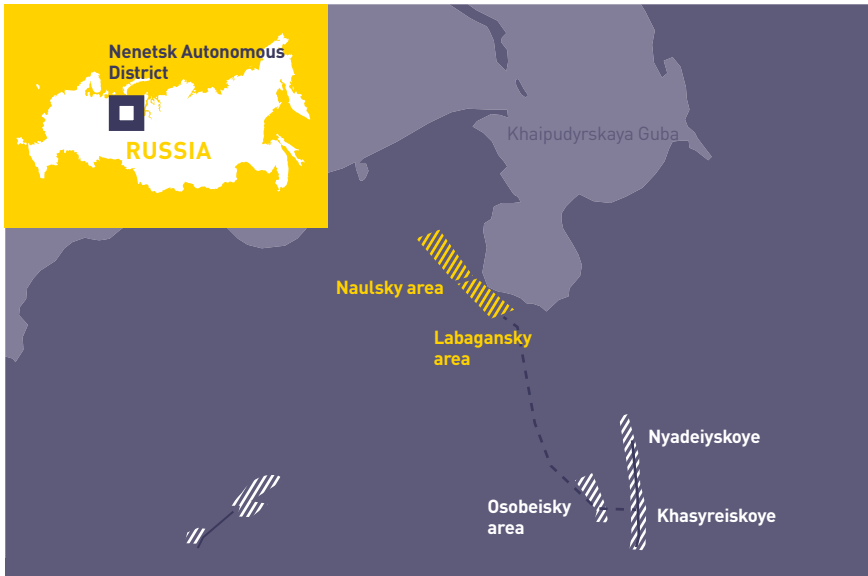 Nenetsk Autonomous
District
RUSSIA
Khaipudyrskaya Guba
Naulsky area
Labagansky
area
Nyadeiyskoye
Osobeisky
area
Khasyreiskoye